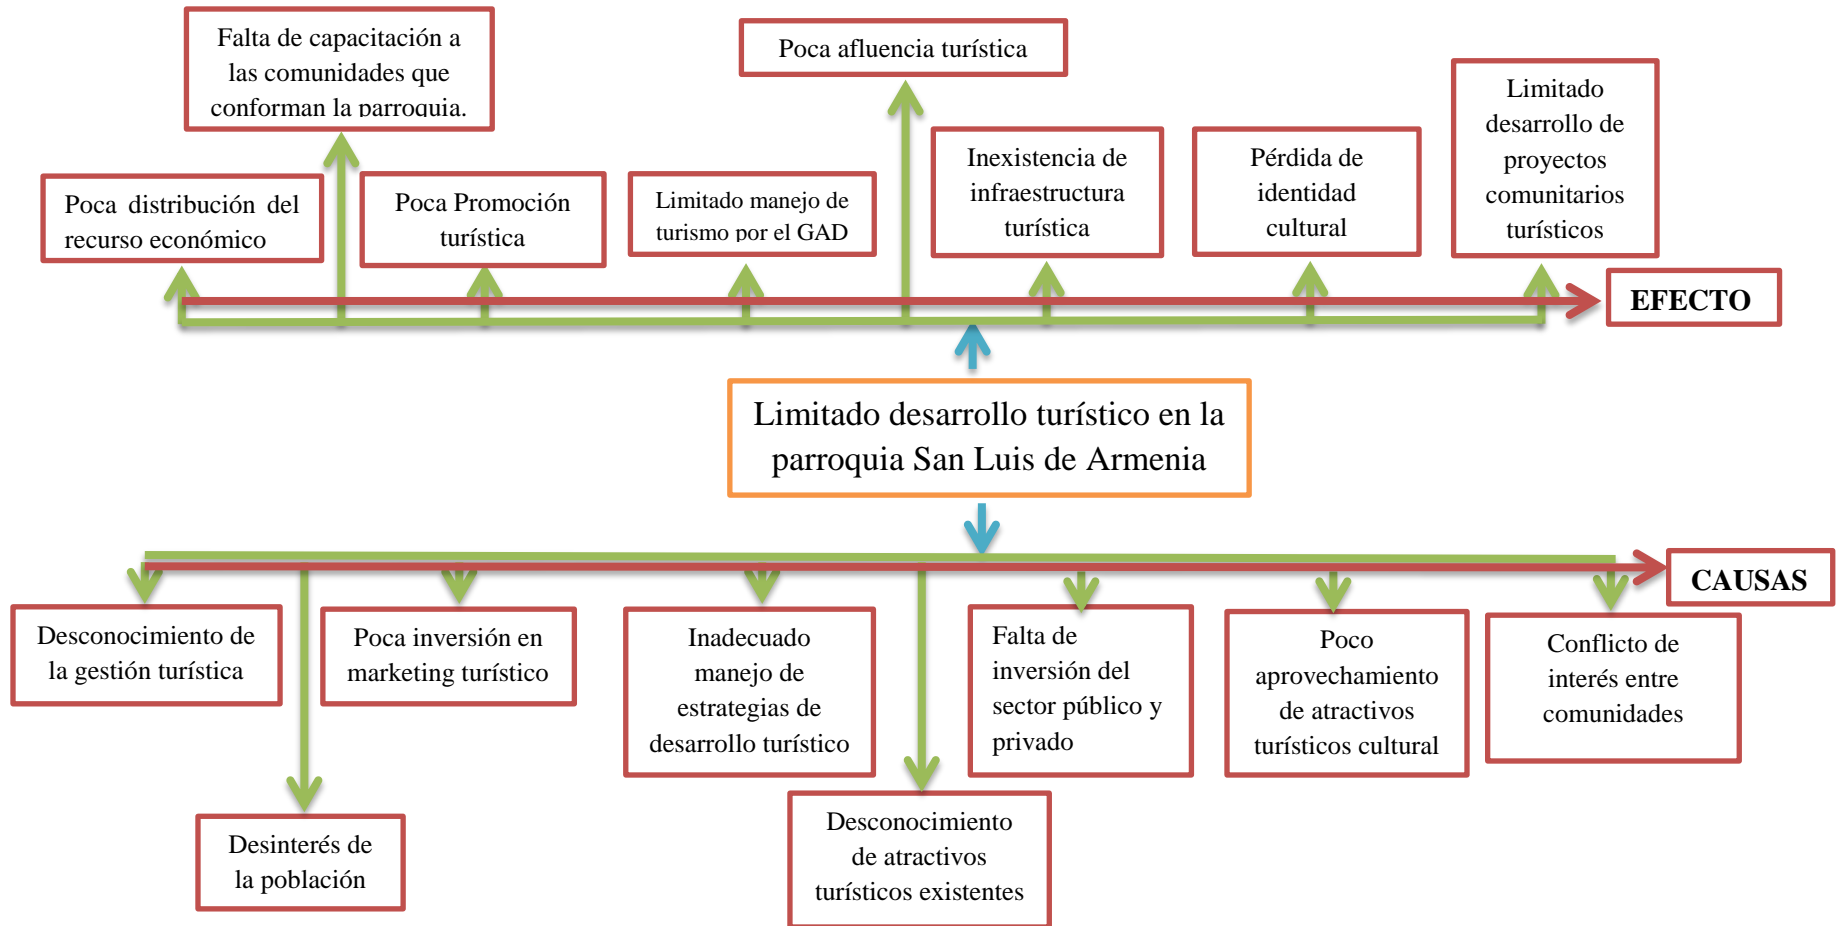 Falta de capacitación a
las comunidades que
conforman la parroquia.
Poca afluencia turística
Limitado
desarrollo de
proyectos
comunitarios
turísticos
Poca distribución del
recurso económico
Poca Promoción
turística
Limitado manejo de
turismo por el GAD
Inexistencia de
infraestructura
turística
Pérdida de
identidad
cultural
EFECTO
Limitado desarrollo turístico en la
parroquia San Luis de Armenia
CAUSAS
Desconocimiento de
la gestión turística
Poca inversión en
marketing turístico
Inadecuado
manejo de
estrategias de
desarrollo turístico
Falta de
inversión del
sector público y
privado
Poco
aprovechamiento
de atractivos
turísticos cultural
Conflicto de
interés entre
comunidades
Desinterés de
la población
Desconocimiento
de atractivos
turísticos existentes